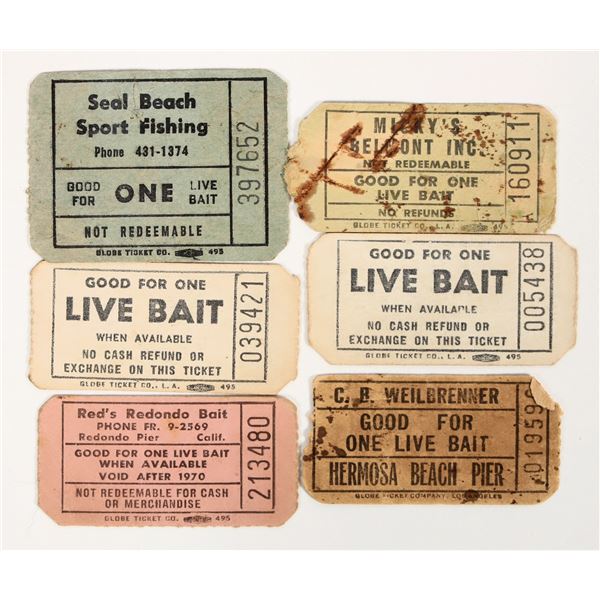 Seal Beach
Sport Fishing
Phone 431-1374
GOOD FOR ONE LIVE BAIT
NOT REDEEMABLE
397652
GLOBE TICKET CO. 495
MICKY'S
BELMONT INC.
NOT REDEEMABLE
GOOD FOR ONE
LIVE BAIT
NO REFUNDS
160911
GLOBE TICKET CO., L.A. 495
GOOD FOR ONE
LIVE BAIT
WHEN AVAILABLE
NO CASH REFUND OR
EXCHANGE ON THIS TICKET
039421
GLOBE TICKET CO., L.A. 495
GOOD FOR ONE
LIVE BAIT
WHEN AVAILABLE
NO CASH REFUND OR
EXCHANGE ON THIS TICKET
005438
GLOBE TICKET CO., L.A. 495
Red's Redondo Bait
PHONE FR. 9-2569
Redondo Pier Calif.
GOOD FOR ONE LIVE BAIT
WHEN AVAILABLE
VOID AFTER 1970
NOT REDEEMABLE FOR CASH
OR MERCHANDISE
213480
GLOBE TICKET CO. 495
C. B. WEILBRENNER
GOOD FOR
ONE LIVE BAIT
HERMOSA BEACH PIER
GLOBE TICKET COMPANY, LOS ANGELES